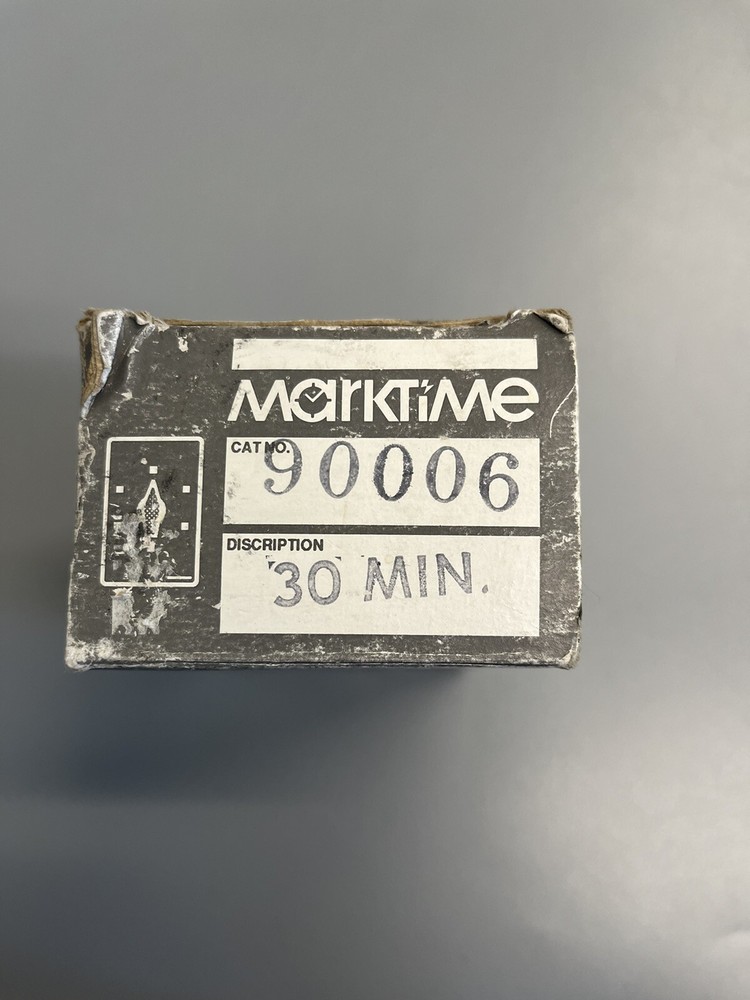 MARKTIME
CAT NO. 90006
DISCRIPTION
30 MIN.